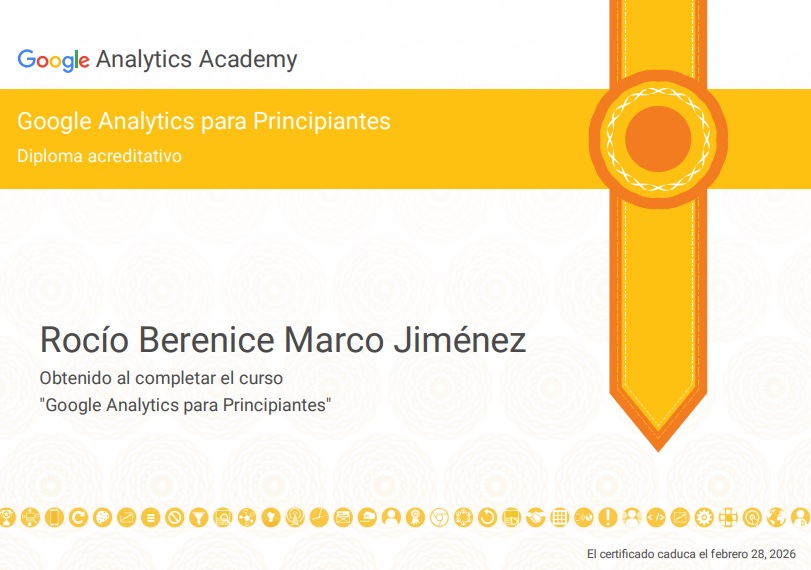 Google Analytics Academy
Google Analytics para Principiantes
Diploma acreditativo
Rocío Berenice Marco Jiménez
Obtenido al completar el curso
"Google Analytics para Principiantes"
El certificado caduca el febrero 28, 2026